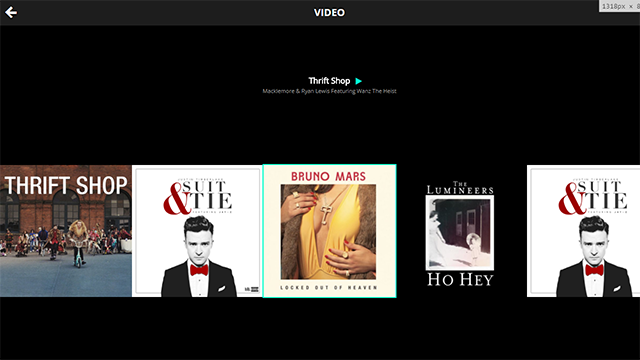 VIDEO
1318px × 8
Thrift Shop
Macklemore & Ryan Lewis Featuring Wanz The Heist
THRIFT SHOP
JUSTIN TIMBERLAKE
SUIT
& TIE
FEATURING JAY Z
BRUNO MARS
LOCKED OUT OF HEAVEN
THE
LUMINEERS
HO HEY
JUSTIN TIMBERLAKE
SUIT
& TIE
FEATURING JAY Z